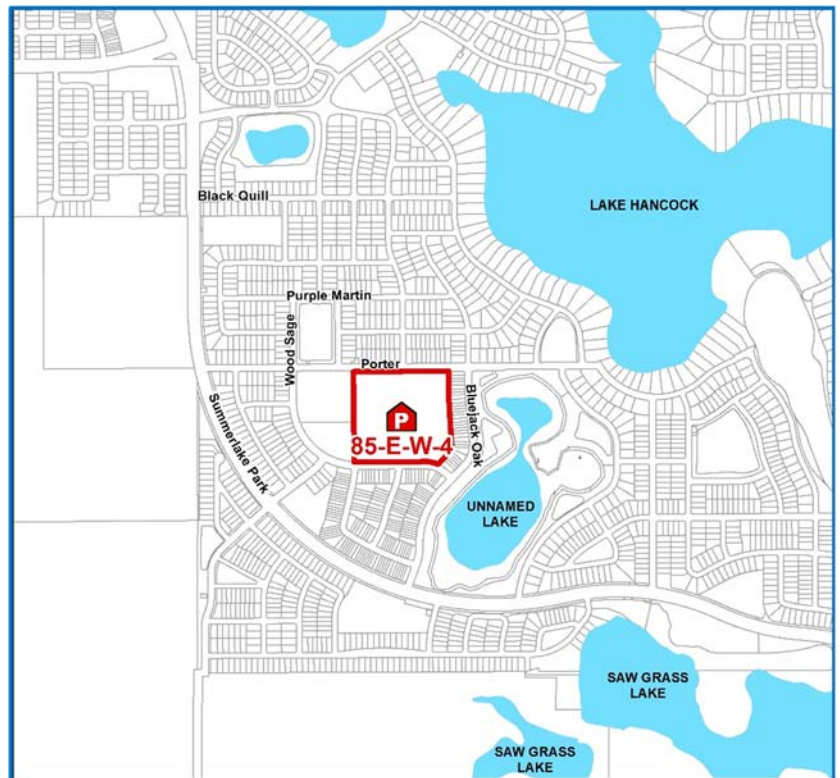 LAKE HANCOCK
Black Quill
Purple Martin
Wood Sage
Porter
Summerlake Park
P
85-E-W-4
Bluejack Oak
UNNAMED
LAKE
SAW GRASS
LAKE
SAW GRASS
LAKE